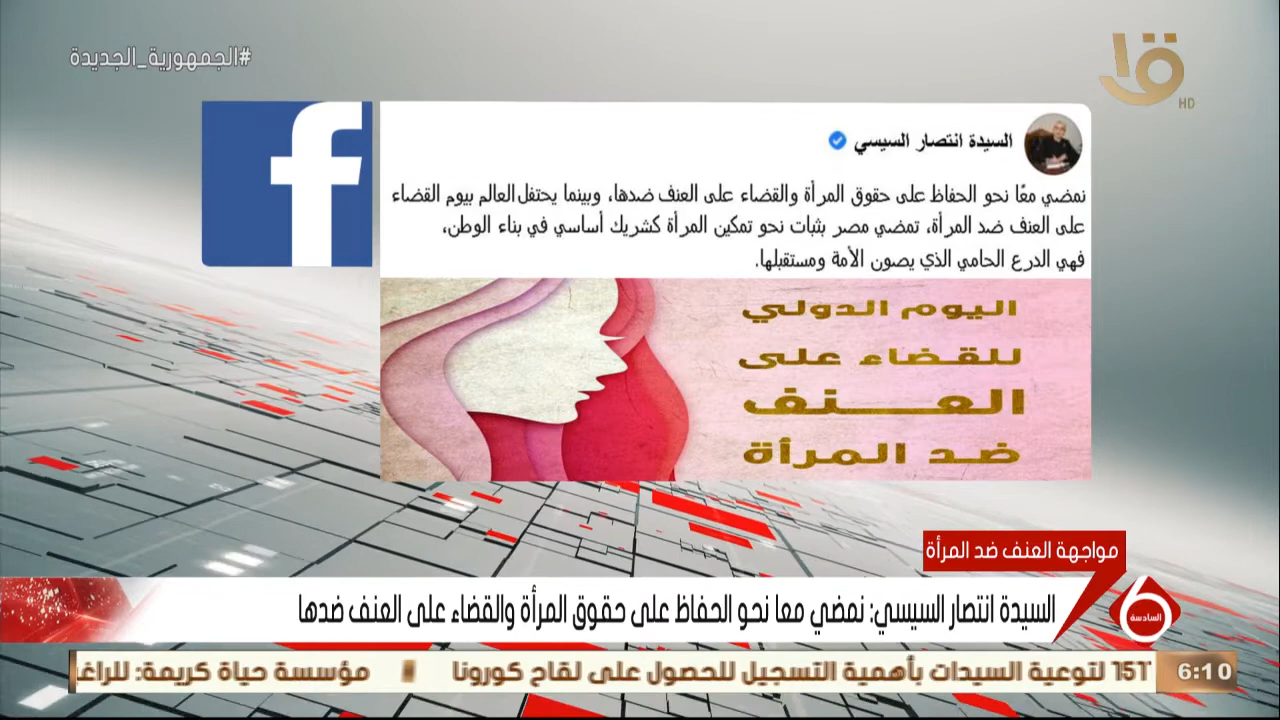 #الجمهورية_الجديدة
HD
السيدة انتصار السيسي
نمضي معًا نحو الحفاظ على حقوق المرأة والقضاء على العنف ضدها، وبينما يحتفل العالم بيوم القضاء
على العنف ضد المرأة، تمضي مصر بثبات نحو تمكين المرأة كشريك أساسي في بناء الوطن،
فهي الدرع الحامي الذي يصون الأمة ومستقبلها.
اليوم الدولي
للقضاء على
العنف
ضد المرأة
مواجهة العنف ضد المرأة
السيدة انتصار السيسي: نمضي معا نحو الحفاظ على حقوق المرأة والقضاء على العنف ضدها
السادسة
6:10 لتوعية السيدات بأهمية التسجيل للحصول على لقاح كورونا مؤسسة حياة كريمة: